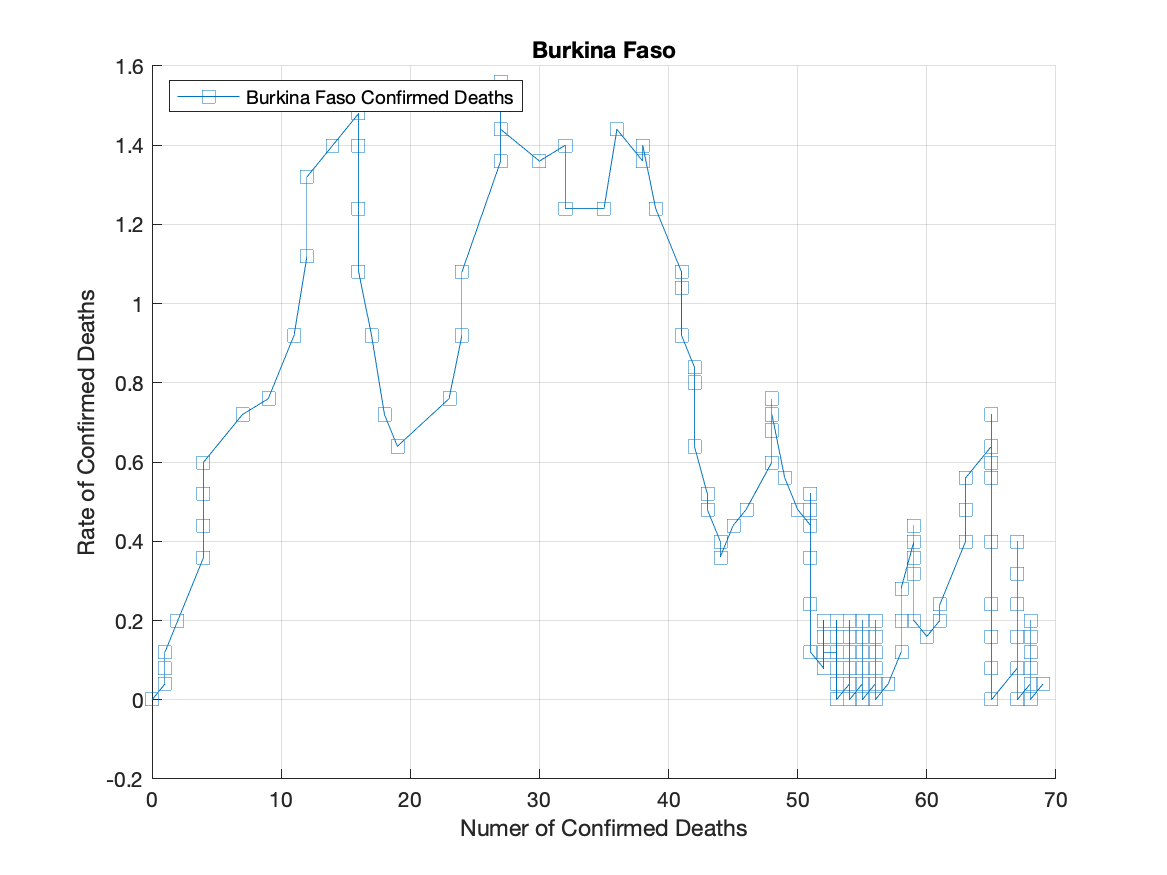 Burkina Faso
Burkina Faso Confirmed Deaths
1.6
1.4
1.2
1
0.8
0.6
0.4
0.2
0
-0.2
Rate of Confirmed Deaths
0 10 20 30 40 50 60 70
Numer of Confirmed Deaths